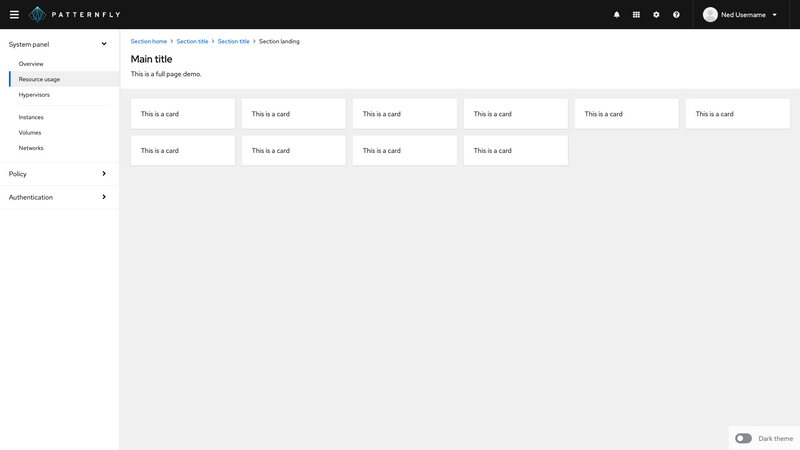 PATTERNFLY
Ned Username
System panel
Overview
Resource usage
Hypervisors
Instances
Volumes
Networks
Policy
Authentication
Section home > Section title > Section title > Section landing
Main title
This is a full page demo.
This is a card This is a card This is a card This is a card This is a card This is a card
This is a card This is a card This is a card This is a card
Dark theme